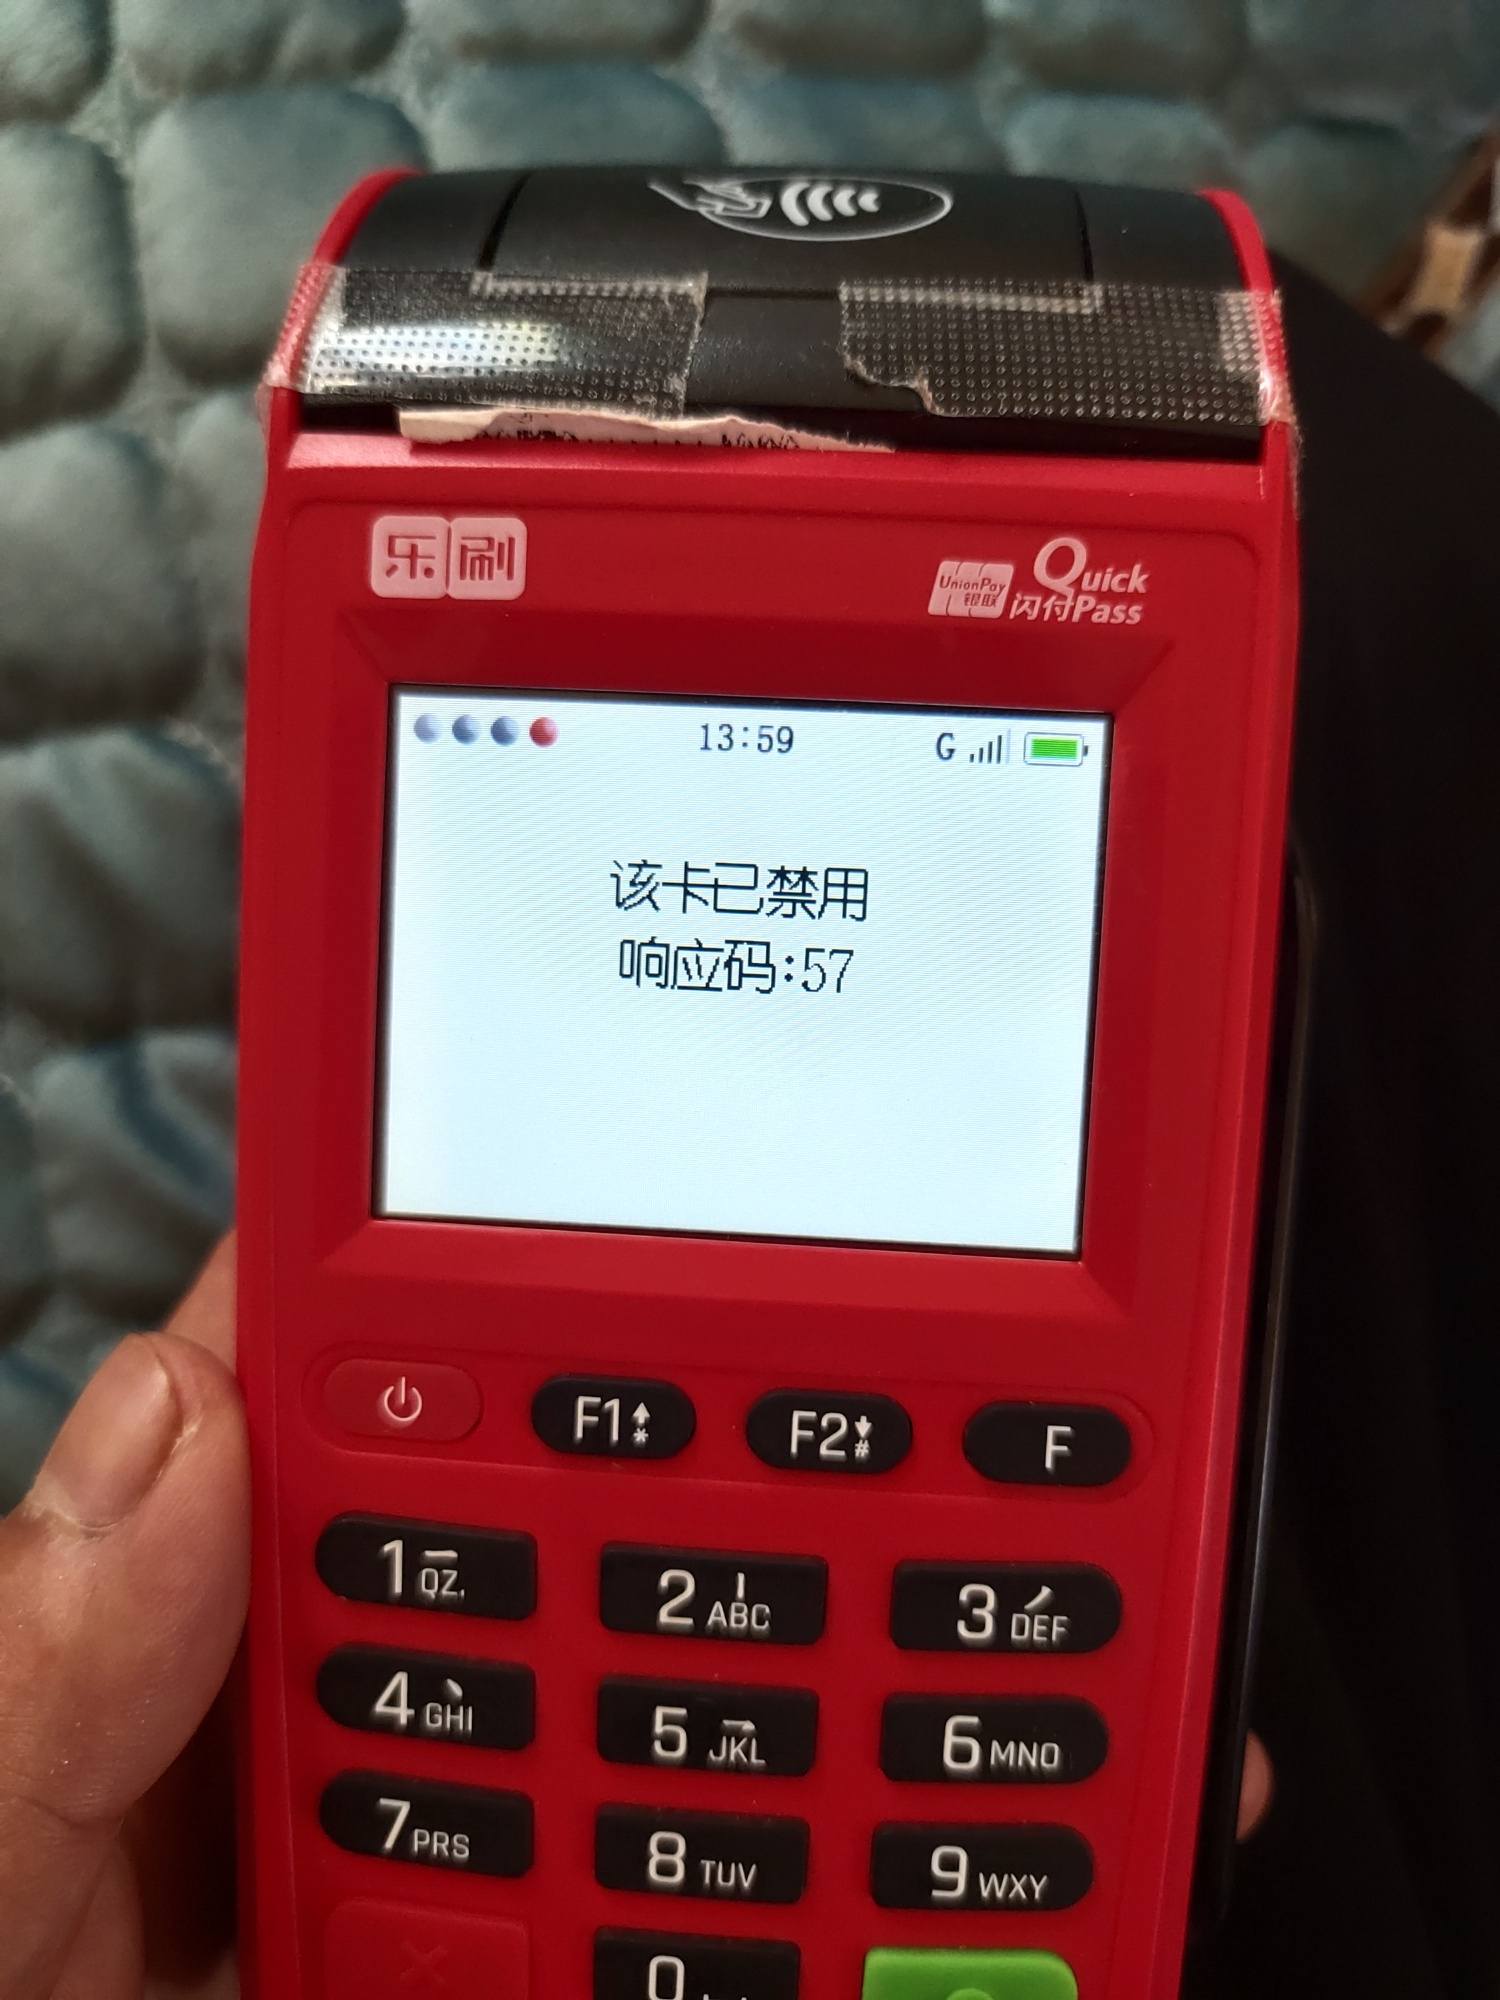 乐刷
UnionPay
银联
Quick
闪付Pass
13:59
G
该卡已禁用
响应码:57
F1
*
F2
#
F
1 QZ.
2 ABC
3 DEF
4 GHI
5 JKL
6 MNO
7 PRS
8 TUV
9 WXY
0